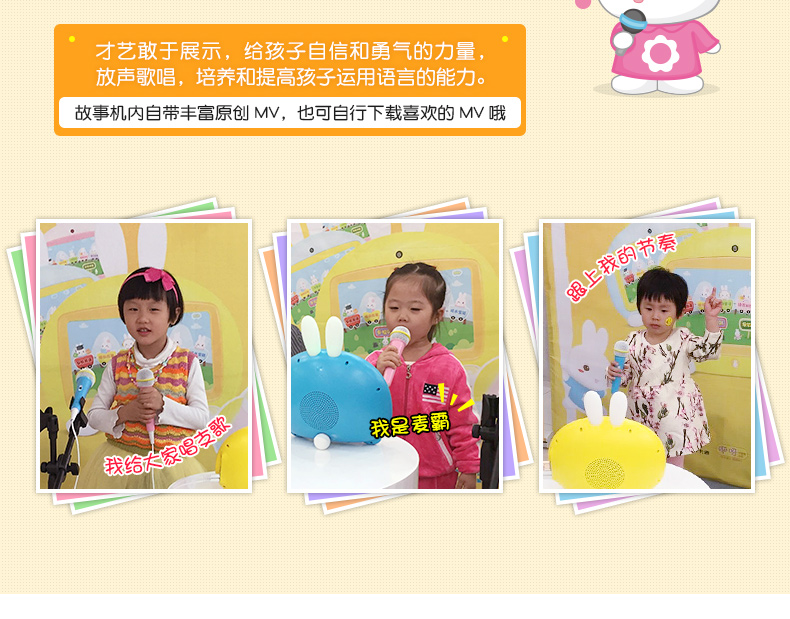 才艺敢于展示，给孩子自信和勇气的力量，
放声歌唱，培养和提高孩子运用语言的能力。
故事机内自带丰富原创 MV，也可自行下载喜欢的 MV 哦
我给大家唱支歌
我是麦霸
跟上我的节奏